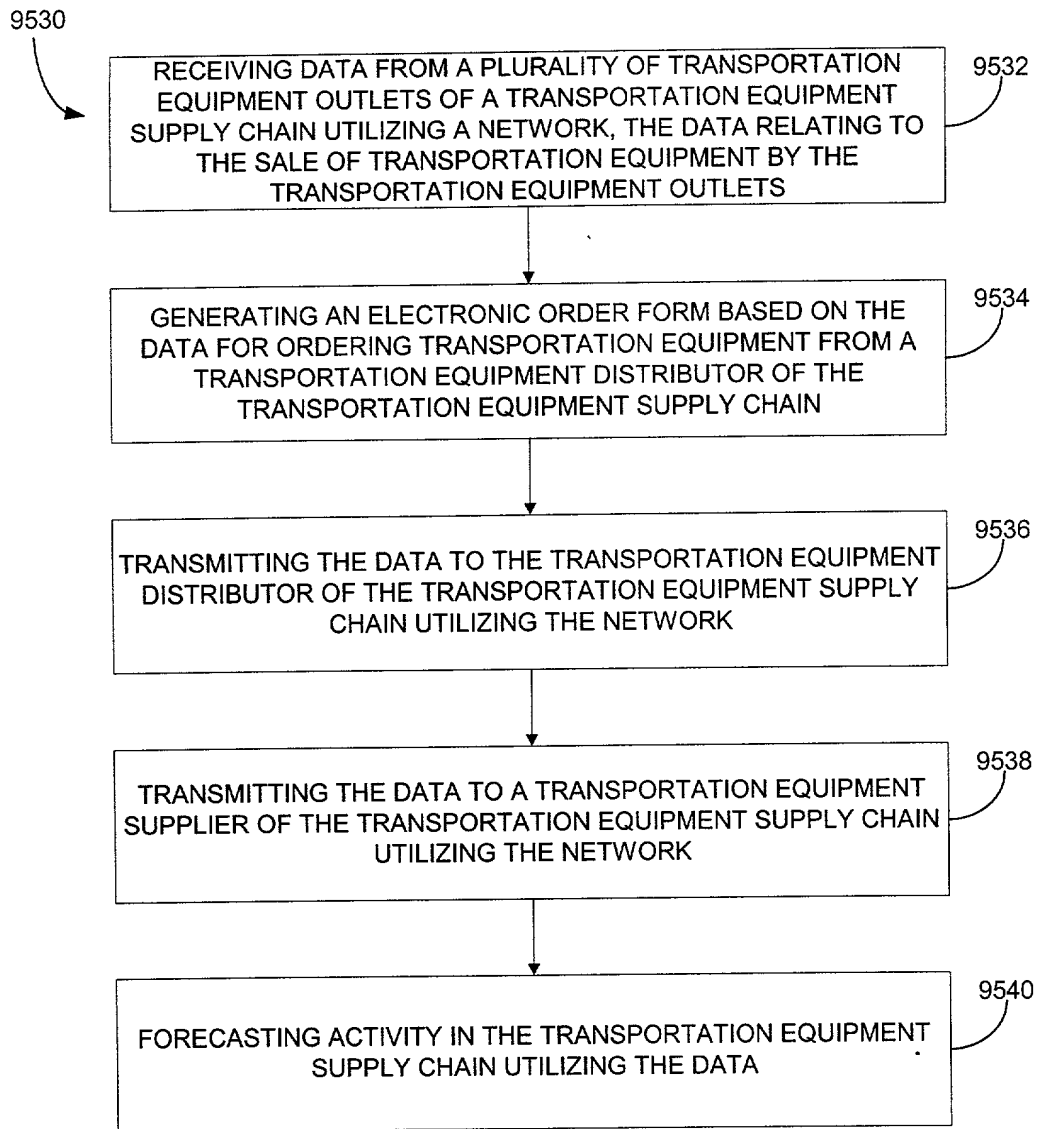 9530
RECEIVING DATA FROM A PLURALITY OF TRANSPORTATION
EQUIPMENT OUTLETS OF A TRANSPORTATION EQUIPMENT
SUPPLY CHAIN UTILIZING A NETWORK, THE DATA RELATING TO
THE SALE OF TRANSPORTATION EQUIPMENT BY THE
TRANSPORTATION EQUIPMENT OUTLETS
9532
GENERATING AN ELECTRONIC ORDER FORM BASED ON THE
DATA FOR ORDERING TRANSPORTATION EQUIPMENT FROM A
TRANSPORTATION EQUIPMENT DISTRIBUTOR OF THE
TRANSPORTATION EQUIPMENT SUPPLY CHAIN
9534
TRANSMITTING THE DATA TO THE TRANSPORTATION EQUIPMENT
DISTRIBUTOR OF THE TRANSPORTATION EQUIPMENT SUPPLY
CHAIN UTILIZING THE NETWORK
9536
TRANSMITTING THE DATA TO A TRANSPORTATION EQUIPMENT
SUPPLIER OF THE TRANSPORTATION EQUIPMENT SUPPLY CHAIN
UTILIZING THE NETWORK
9538
FORECASTING ACTIVITY IN THE TRANSPORTATION EQUIPMENT
SUPPLY CHAIN UTILIZING THE DATA
9540